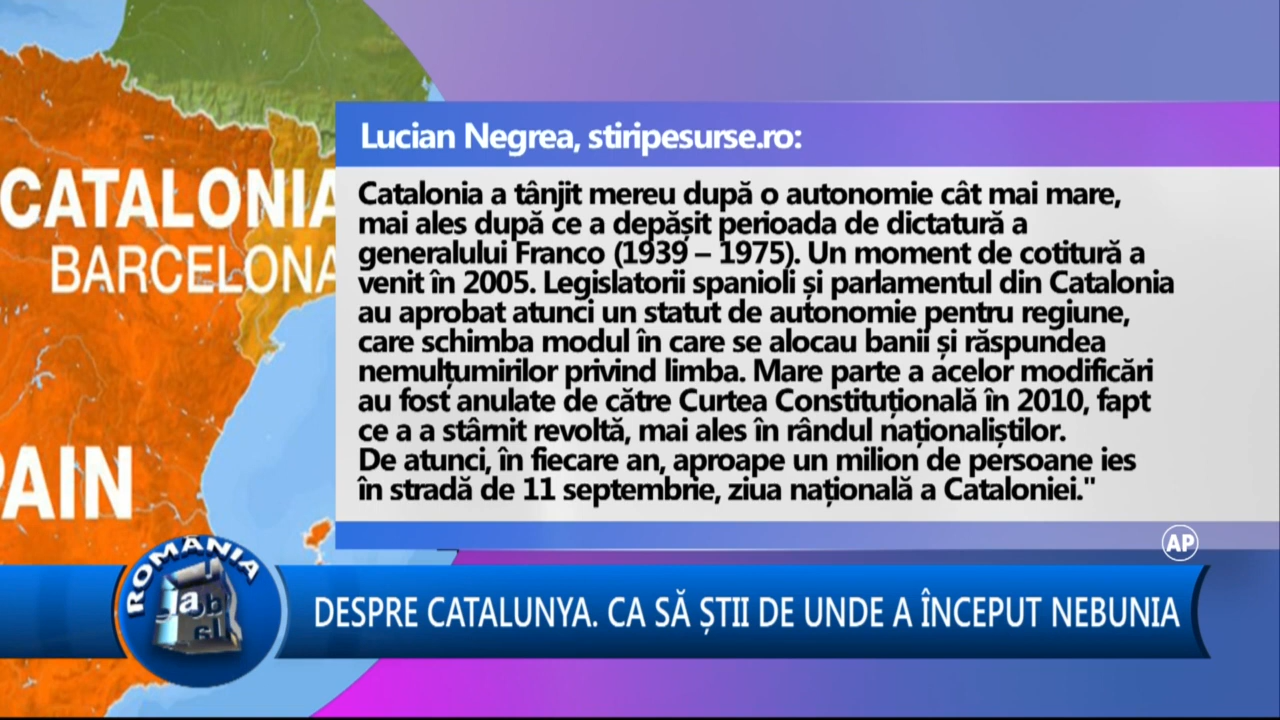 CATALONIA
BARCELONA
PAIN
Lucian Negrea, stiripesurse.ro:
Catalonia a tânjit mereu după o autonomie cât mai mare,
mai ales după ce a depășit perioada de dictatură a
generalului Franco (1939 – 1975). Un moment de cotitură a
venit în 2005. Legislatorii spanioli și parlamentul din Catalonia
au aprobat atunci un statut de autonomie pentru regiune,
care schimba modul în care se alocau banii și răspundea
nemulțumirilor privind limba. Mare parte a acelor modificări
au fost anulate de către Curtea Constituțională în 2010, fapt
ce a a stârnit revoltă, mai ales în rândul naționaliștilor.
De atunci, în fiecare an, aproape un milion de persoane ies
în stradă de 11 septembrie, ziua națională a Cataloniei."
AP
ROMÂNIA
la
DESPRE CATALUNYA. CA SĂ ȘTII DE UNDE A ÎNCEPUT NEBUNIA